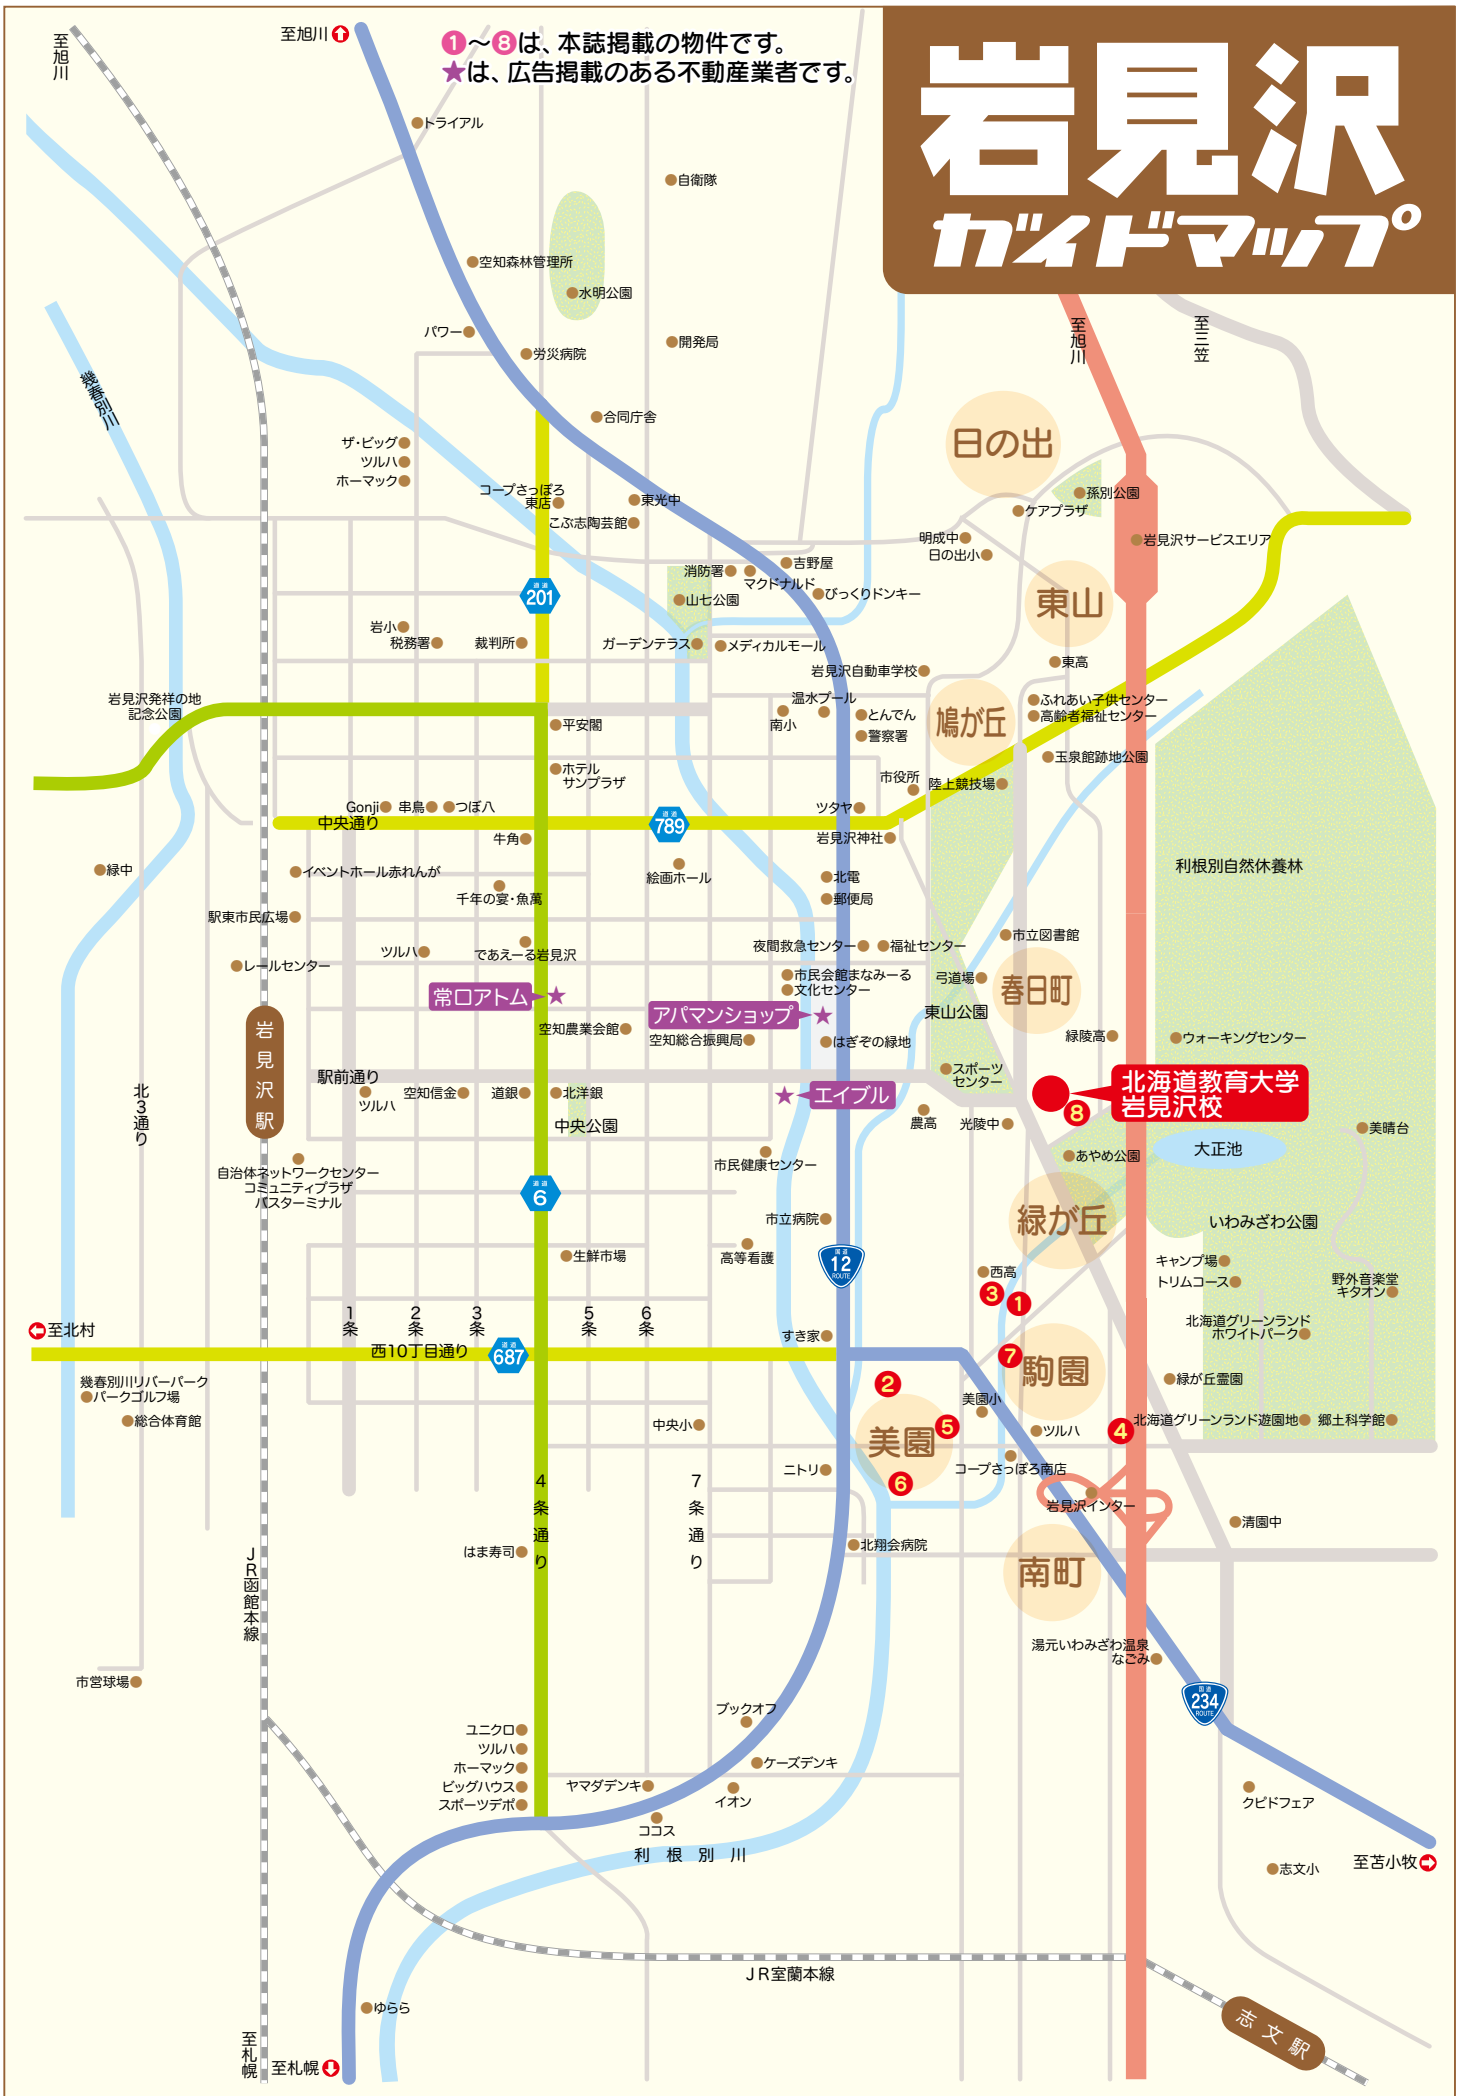 岩見沢
ガイドマップ
①～⑧は、本誌掲載の物件です。
★は、広告掲載のある不動産業者です。
至旭川
至旭川
至旭川
至三笠
トライアル
自衛隊
空知森林管理所
水明公園
パワー
労災病院
開発局
幾春別川
合同庁舎
日の出
ザ・ビッグ
ツルハ
ホーマック
コープさっぽろ
東店
東光中
こぶ志陶芸館
孫別公園
ケアプラザ
明成中
日の出小
岩見沢サービスエリア
吉野屋
消防署
マクドナルド
山七公園
びっくりドンキー
道道
201
東山
岩小
税務署
裁判所
ガーデンテラス
メディカルモール
岩見沢自動車学校
東高
岩見沢発祥の地
記念公園
温水プール
南小
とんでん
警察署
鳩が丘
ふれあい子供センター
高齢者福祉センター
平安閣
ホテル
サンプラザ
玉泉館跡地公園
市役所
陸上競技場
Gonji
串鳥
つぼ八
中央通り
道道
789
ツタヤ
牛角
岩見沢神社
緑中
イベントホール赤れんが
絵画ホール
利根別自然休養林
千年の宴・魚萬
北電
郵便局
駅東市民広場
市立図書館
ツルハ
であえーる岩見沢
夜間救急センター
福祉センター
レールセンター
市民会館まなみーる
文化センター
弓道場
春日町
常口アトム
アパマンショップ
東山公園
岩見沢駅
空知農業会館
空知総合振興局
はぎぞの緑地
緑陵高
ウォーキングセンター
駅前通り
スポーツ
センター
北海道教育大学
岩見沢校
⑧
北3通り
ツルハ
空知信金
道銀
北洋銀
エイブル
中央公園
農高
光陵中
美晴台
自治体ネットワークセンター
コミュニティプラザ
バスターミナル
市民健康センター
あやめ公園
大正池
道道
6
市立病院
緑が丘
いわみざわ公園
生鮮市場
高等看護
国道
12
ROUTE
西高
③
①
キャンプ場
トリムコース
野外音楽堂
キタオン
1条
2条
3条
5条
6条
至北村
西10丁目通り
道道
687
すき家
北海道グリーンランド
ホワイトパーク
⑦
駒園
幾春別川リバーパーク
パークゴルフ場
総合体育館
②
美園小
緑が丘霊園
中央小
美園
⑤
ツルハ
④
北海道グリーンランド遊園地
郷土科学館
ニトリ
⑥
コープさっぽろ南店
4条通り
7条通り
岩見沢インター
清園中
はま寿司
北翔会病院
JR函館本線
南町
湯元いわみざわ温泉
なごみ
市営球場
国道
234
ROUTE
ブックオフ
ユニクロ
ツルハ
ホーマック
ビッグハウス
スポーツデポ
ケーズデンキ
ヤマダデンキ
イオン
ココス
クピドフェア
利根別川
至苫小牧
志文小
JR室蘭本線
ゆらら
志文駅
至札幌
至札幌